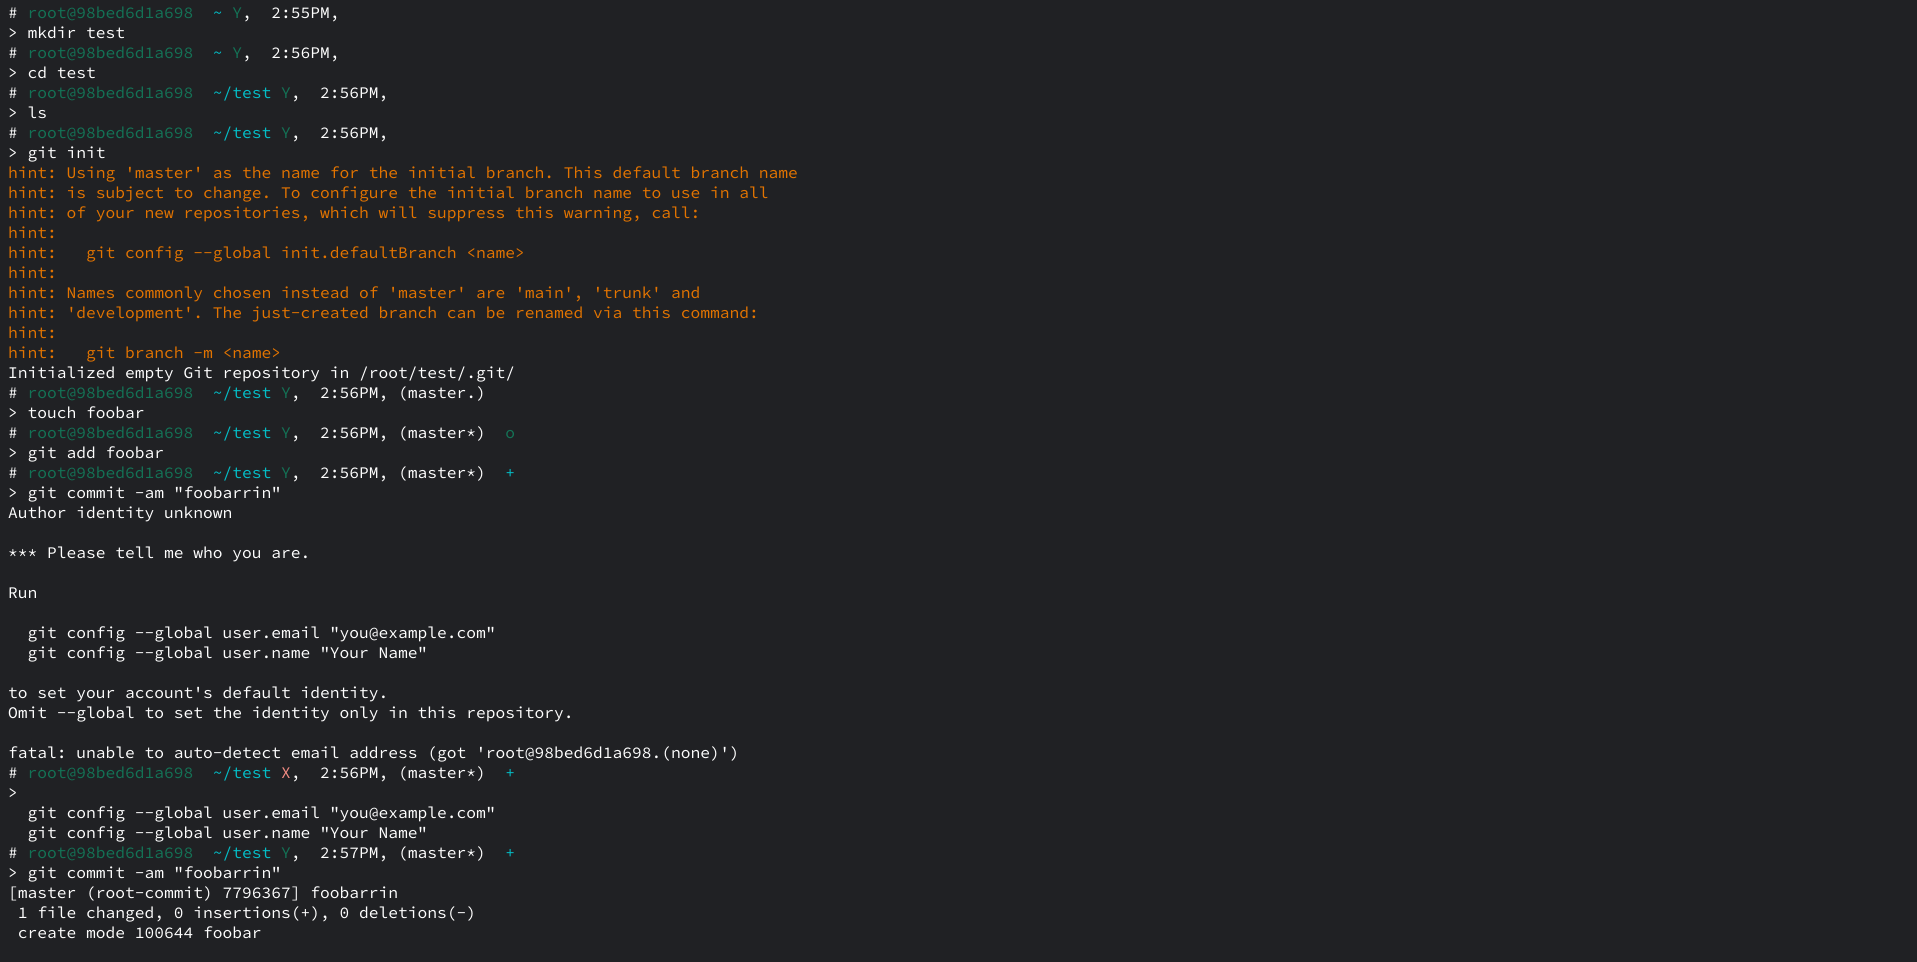 # root@98bed6d1a698  ~ Y,  2:55PM,
> mkdir test
# root@98bed6d1a698  ~ Y,  2:56PM,
> cd test
# root@98bed6d1a698  ~/test Y,  2:56PM,
> ls
# root@98bed6d1a698  ~/test Y,  2:56PM,
> git init
hint: Using 'master' as the name for the initial branch. This default branch name
hint: is subject to change. To configure the initial branch name to use in all
hint: of your new repositories, which will suppress this warning, call:
hint:
hint:   git config --global init.defaultBranch <name>
hint:
hint: Names commonly chosen instead of 'master' are 'main', 'trunk' and
hint: 'development'. The just-created branch can be renamed via this command:
hint:
hint:   git branch -m <name>
Initialized empty Git repository in /root/test/.git/
# root@98bed6d1a698  ~/test Y,  2:56PM, (master.)
> touch foobar
# root@98bed6d1a698  ~/test Y,  2:56PM, (master*)  o
> git add foobar
# root@98bed6d1a698  ~/test Y,  2:56PM, (master*)  +
> git commit -am "foobarrin"
Author identity unknown

*** Please tell me who you are.

Run

  git config --global user.email "you@example.com"
  git config --global user.name "Your Name"

to set your account's default identity.
Omit --global to set the identity only in this repository.

fatal: unable to auto-detect email address (got 'root@98bed6d1a698.(none)')
# root@98bed6d1a698  ~/test X,  2:56PM, (master*)  +
>
  git config --global user.email "you@example.com"
  git config --global user.name "Your Name"
# root@98bed6d1a698  ~/test Y,  2:57PM, (master*)  +
> git commit -am "foobarrin"
[master (root-commit) 7796367] foobarrin
 1 file changed, 0 insertions(+), 0 deletions(-)
 create mode 100644 foobar